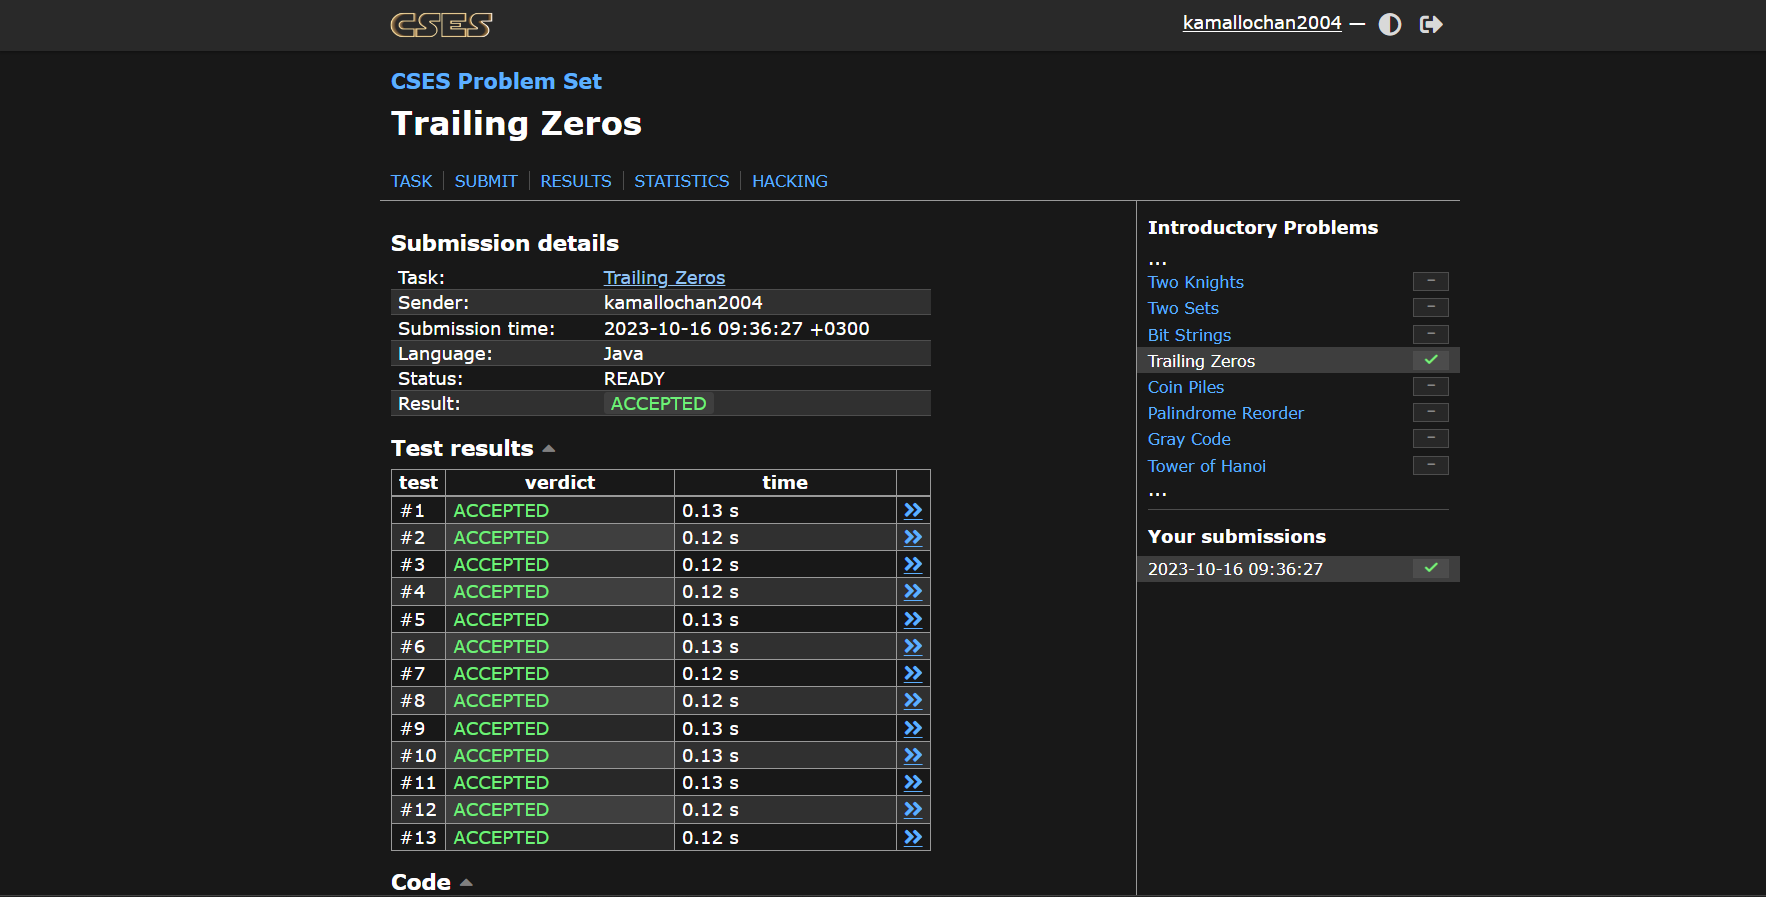 CSES
kamallochan2004 —
CSES Problem Set
Trailing Zeros
TASK SUBMIT RESULTS STATISTICS HACKING
Submission details
Task: Trailing Zeros
Sender: kamallochan2004
Submission time: 2023-10-16 09:36:27 +0300
Language: Java
Status: READY
Result: ACCEPTED
Test results
test verdict time
#1 ACCEPTED 0.13 s
#2 ACCEPTED 0.12 s
#3 ACCEPTED 0.12 s
#4 ACCEPTED 0.12 s
#5 ACCEPTED 0.13 s
#6 ACCEPTED 0.13 s
#7 ACCEPTED 0.12 s
#8 ACCEPTED 0.12 s
#9 ACCEPTED 0.13 s
#10 ACCEPTED 0.13 s
#11 ACCEPTED 0.13 s
#12 ACCEPTED 0.12 s
#13 ACCEPTED 0.12 s
Code
Introductory Problems
...
Two Knights –
Two Sets –
Bit Strings –
Trailing Zeros
Coin Piles –
Palindrome Reorder –
Gray Code –
Tower of Hanoi –
...
Your submissions
2023-10-16 09:36:27